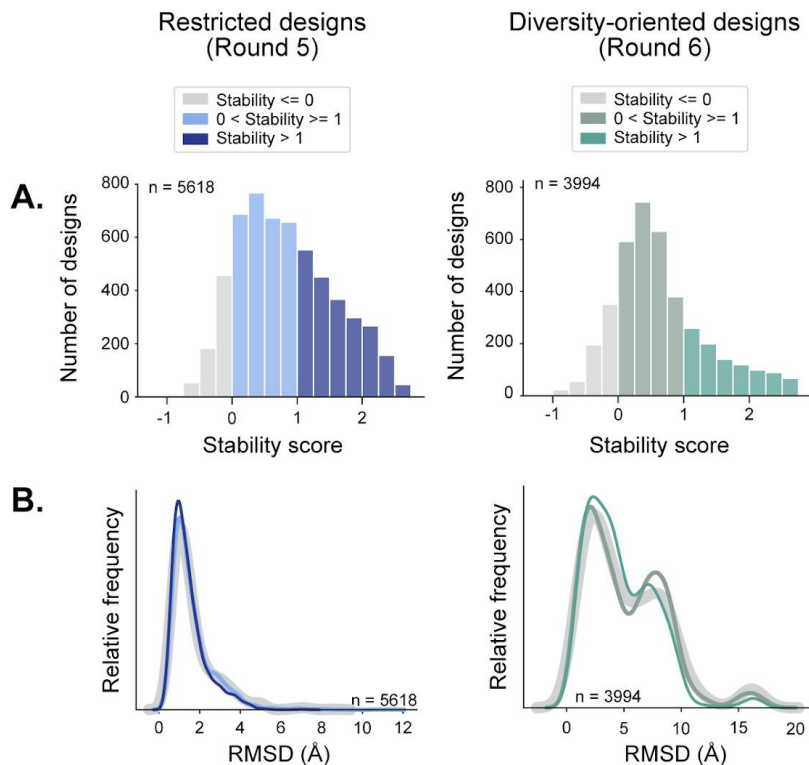 Restricted designs
(Round 5)
Diversity-oriented designs
(Round 6)
Stability <= 0
0 < Stability >= 1
Stability > 1
Stability <= 0
0 < Stability >= 1
Stability > 1
A.
n = 5618
Number of designs
800
600
400
200
0
-1
0
1
2
Stability score
n = 3994
Number of designs
800
600
400
200
0
-1
0
1
2
Stability score
B.
Relative frequency
n = 5618
0
2
4
6
8
10
12
RMSD (Å)
Relative frequency
n = 3994
0
5
10
15
20
RMSD (Å)